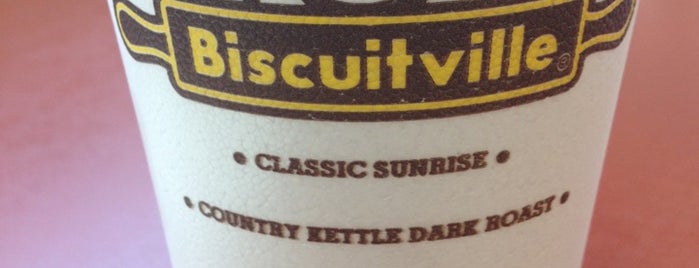 Biscuitville®
• CLASSIC SUNRISE •
• COUNTRY KETTLE DARK ROAST •